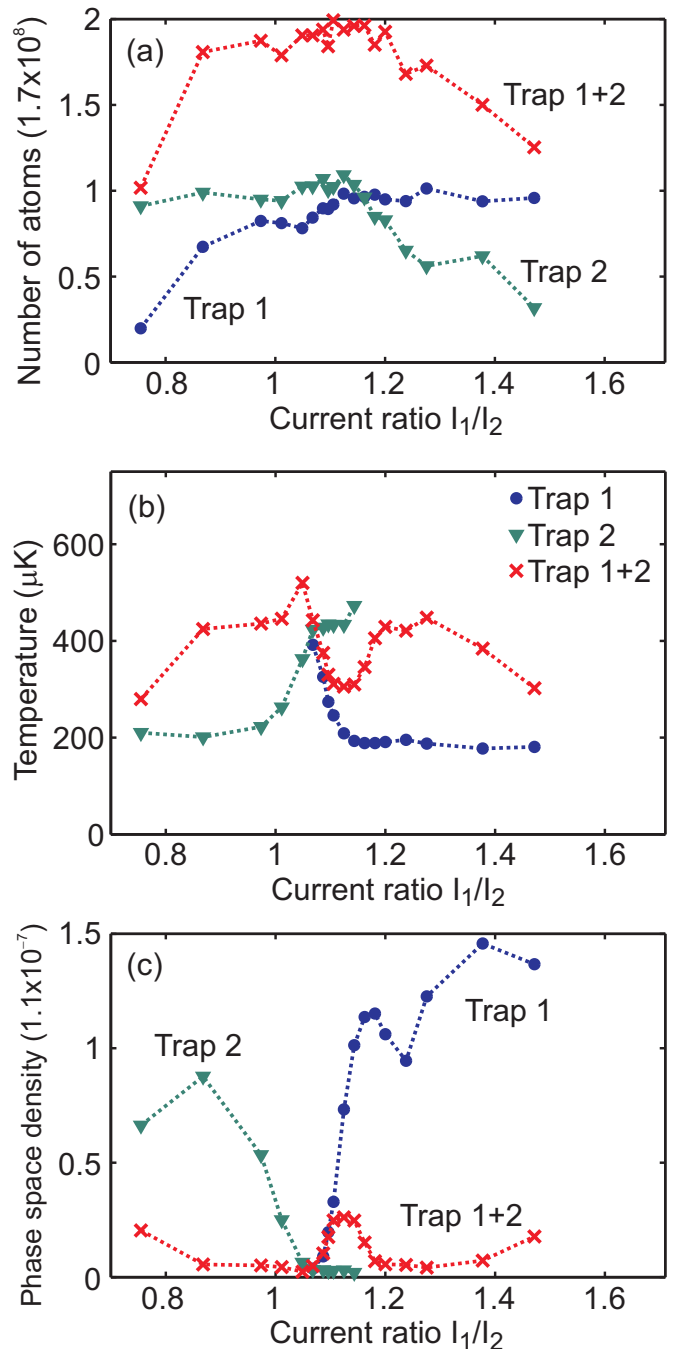 (a)
Number of atoms (1.7x10⁸)
2
1.5
1
0.5
0
Trap 1+2
Trap 1
Trap 2
0.8 1 1.2 1.4 1.6
Current ratio I₁/I₂
(b)
Temperature (μK)
600
400
200
0
Trap 1
Trap 2
Trap 1+2
0.8 1 1.2 1.4 1.6
Current ratio I₁/I₂
(c)
Phase space density (1.1x10⁻⁷)
1.5
1
0.5
0
Trap 1
Trap 2
Trap 1+2
0.8 1 1.2 1.4 1.6
Current ratio I₁/I₂